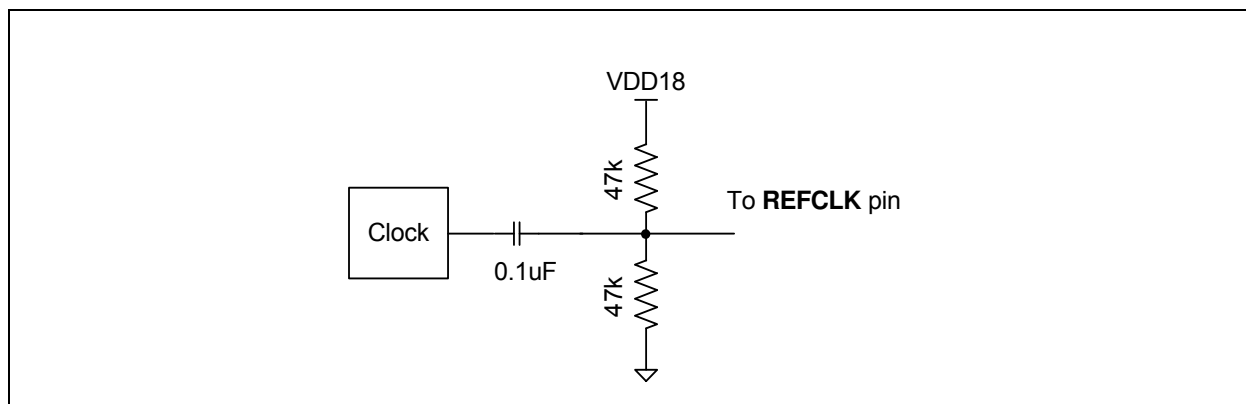 VDD18
47k
To REFCLK pin
Clock
0.1uF
47k